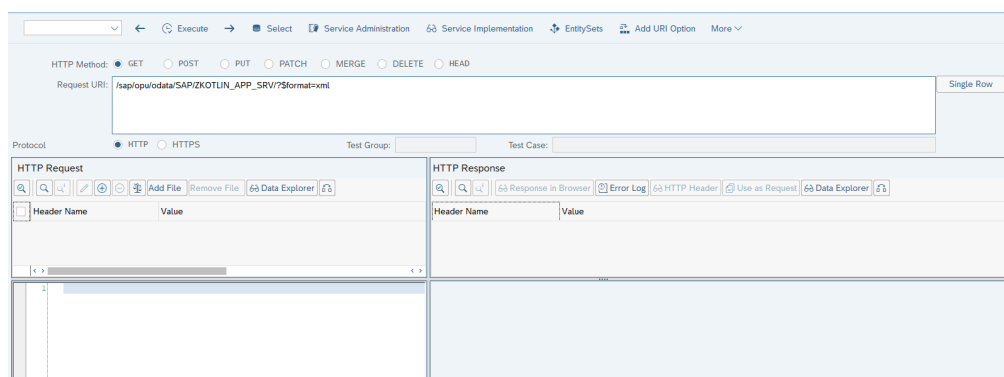 Execute Select Service Administration Service Implementation EntitySets Add URI Option More
HTTP Method: GET POST PUT PATCH MERGE DELETE HEAD
Request URI: /sap/opu/odata/SAP/ZKOTLIN_APP_SRV/?$format=xml Single Row
Protocol HTTP HTTPS Test Group: Test Case:
HTTP Request
Add File Remove File Data Explorer
Header Name Value
1
HTTP Response
Response in Browser Error Log HTTP Header Use as Request Data Explorer
Header Name Value